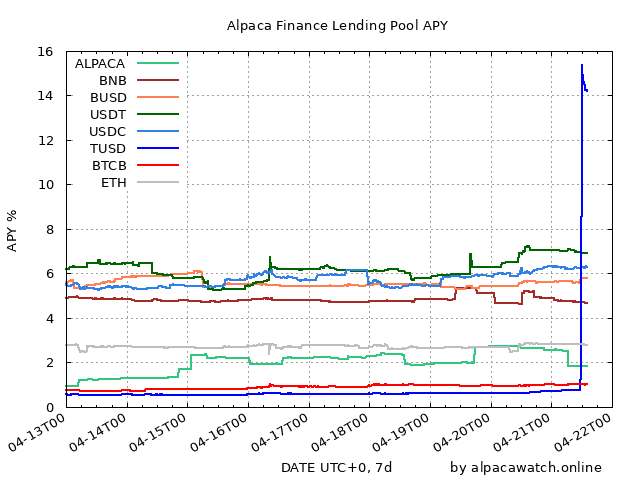 Alpaca Finance Lending Pool APY
16
14
12
10
8
6
4
2
0
APY %
ALPACA
BNB
BUSD
USDT
USDC
TUSD
BTCB
ETH
04-13T00
04-14T00
04-15T00
04-16T00
04-17T00
04-18T00
04-19T00
04-20T00
04-21T00
04-22T00
DATE UTC+0, 7d
by alpacawatch.online